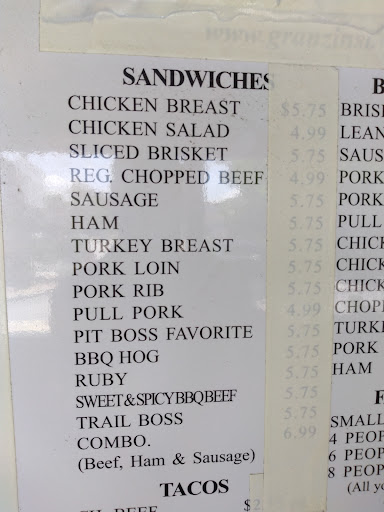 www.granzins
SANDWICHES
CHICKEN BREAST $5.75
CHICKEN SALAD 4.99
SLICED BRISKET 5.75
REG. CHOPPED BEEF 4.99
SAUSAGE 5.75
HAM 5.75
TURKEY BREAST 5.75
PORK LOIN 5.75
PORK RIB 5.75
PULL PORK 4.99
PIT BOSS FAVORITE 5.75
BBQ HOG 5.75
RUBY 5.75
SWEET&SPICYBBQBEEF 5.75
TRAIL BOSS 5.75
COMBO. 6.99
(Beef, Ham & Sausage)
TACOS
B
BRIS
LEAN
SAUS
PORK
PORK
PULL
CHIC
CHICK
CHICK
CHOP
TURK
PORK
HAM
F
SMALL
4 PEOP
6 PEOP
8 PEOP
(All yo